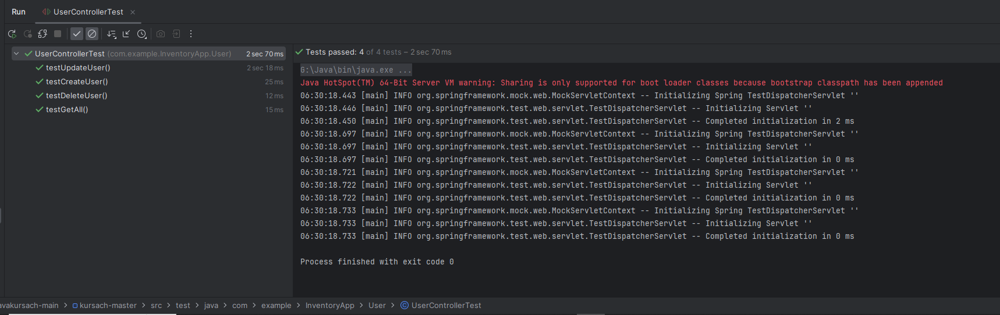 Run UserControllerTest
UserControllerTest (com.example.InventoryApp.User) 2 sec 70 ms
testUpdateUser() 2 sec 18 ms
testCreateUser() 25 ms
testDeleteUser() 12 ms
testGetAll() 15 ms
Tests passed: 4 of 4 tests – 2 sec 70 ms
G:\Java\bin\java.exe ...
Java HotSpot(TM) 64-Bit Server VM warning: Sharing is only supported for boot loader classes because bootstrap classpath has been appended
06:30:18.443 [main] INFO org.springframework.mock.web.MockServletContext -- Initializing Spring TestDispatcherServlet ''
06:30:18.446 [main] INFO org.springframework.test.web.servlet.TestDispatcherServlet -- Initializing Servlet ''
06:30:18.450 [main] INFO org.springframework.test.web.servlet.TestDispatcherServlet -- Completed initialization in 2 ms
06:30:18.697 [main] INFO org.springframework.mock.web.MockServletContext -- Initializing Spring TestDispatcherServlet ''
06:30:18.697 [main] INFO org.springframework.test.web.servlet.TestDispatcherServlet -- Initializing Servlet ''
06:30:18.697 [main] INFO org.springframework.test.web.servlet.TestDispatcherServlet -- Completed initialization in 0 ms
06:30:18.721 [main] INFO org.springframework.mock.web.MockServletContext -- Initializing Spring TestDispatcherServlet ''
06:30:18.722 [main] INFO org.springframework.test.web.servlet.TestDispatcherServlet -- Initializing Servlet ''
06:30:18.722 [main] INFO org.springframework.test.web.servlet.TestDispatcherServlet -- Completed initialization in 0 ms
06:30:18.733 [main] INFO org.springframework.mock.web.MockServletContext -- Initializing Spring TestDispatcherServlet ''
06:30:18.733 [main] INFO org.springframework.test.web.servlet.TestDispatcherServlet -- Initializing Servlet ''
06:30:18.733 [main] INFO org.springframework.test.web.servlet.TestDispatcherServlet -- Completed initialization in 0 ms
Process finished with exit code 0
avakursach-main > kursach-master > src > test > java > com > example > InventoryApp > User > UserControllerTest